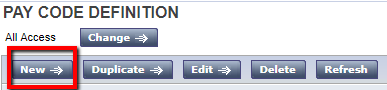 PAY CODE DEFINITION
All Access Change
New Duplicate Edit Delete Refresh